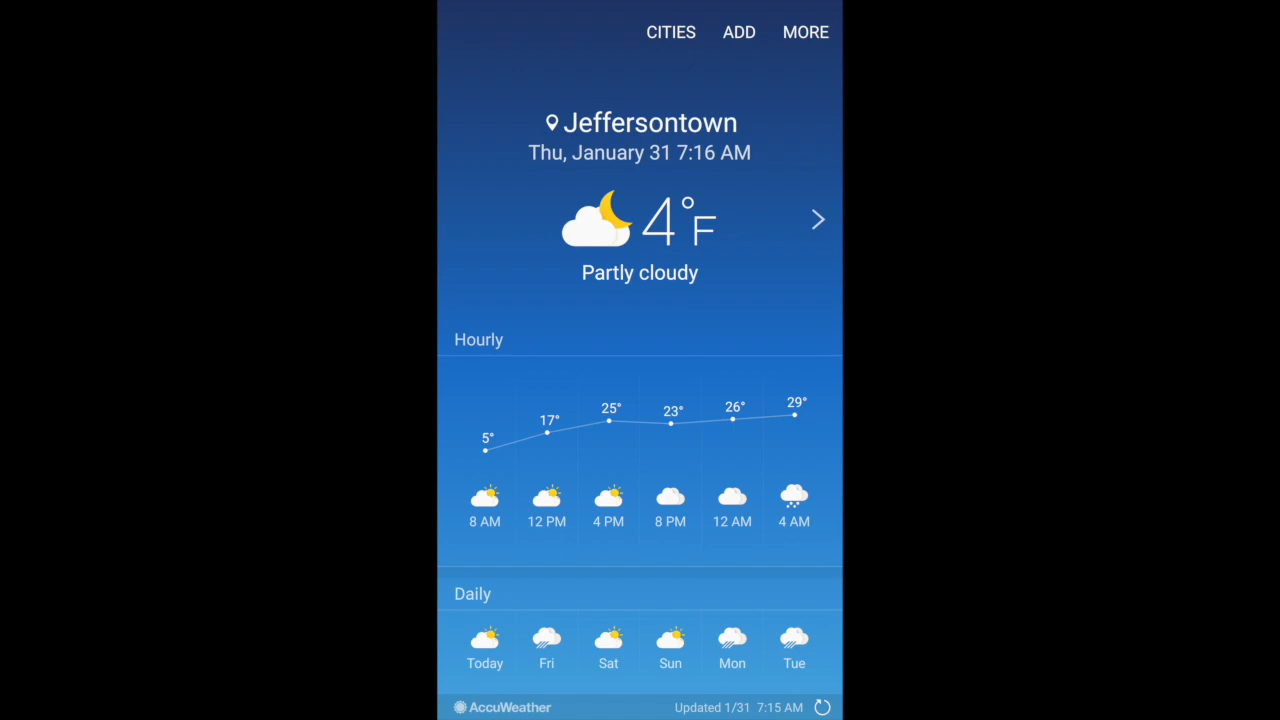 CITIES ADD MORE
Jeffersontown
Thu, January 31 7:16 AM
4°F
Partly cloudy
Hourly
5° 17° 25° 23° 26° 29°
8 AM 12 PM 4 PM 8 PM 12 AM 4 AM
Daily
Today Fri Sat Sun Mon Tue
AccuWeather Updated 1/31 7:15 AM